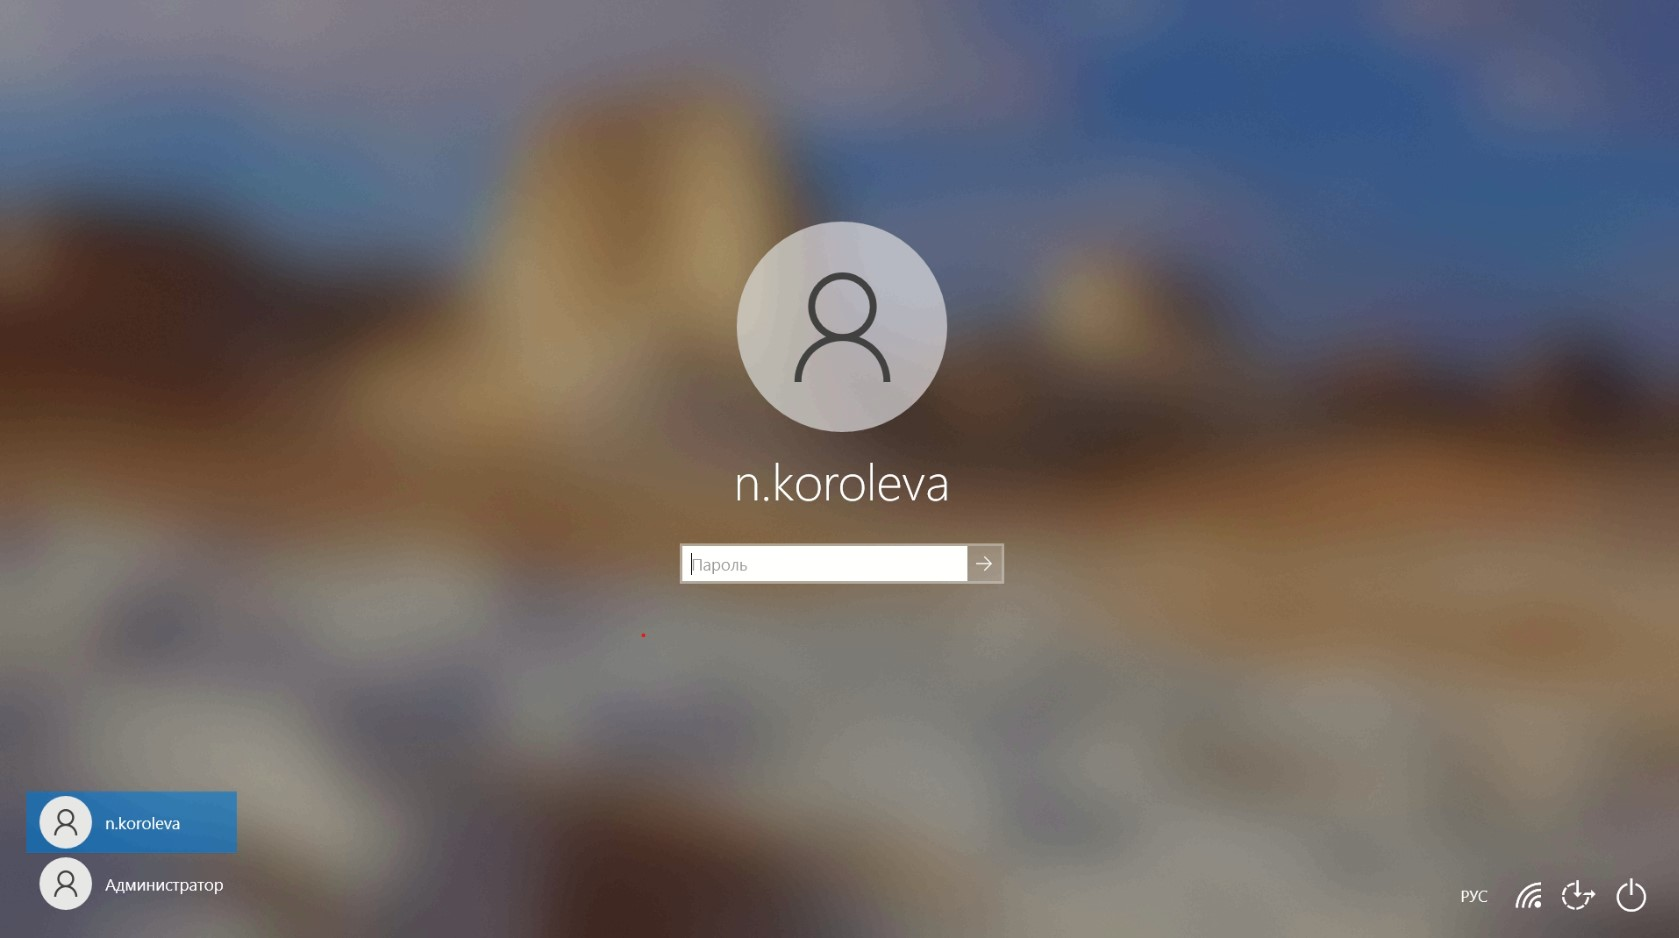 n.koroleva
Пароль
n.koroleva
Администратор
РУС